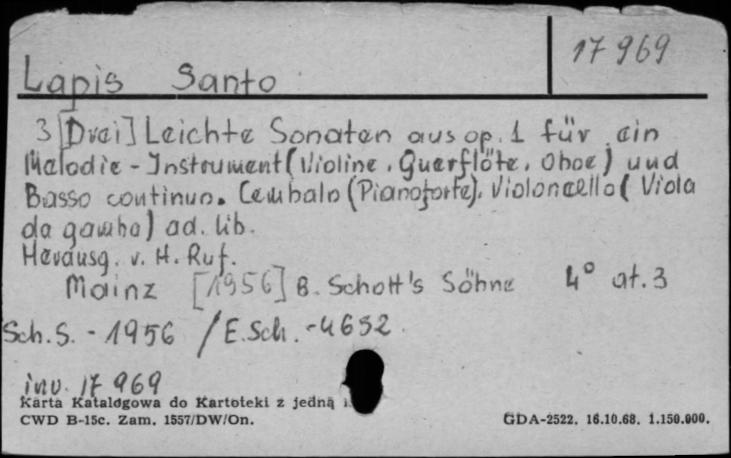 17 969
Lapis Santo
3 [Drei] Leichte Sonaten aus op. 1 für ein
Melodie - Instrument (Violine, Querflöte, Oboe) und
Basso continuo. Cembalo (Pianoforte), Violoncello (Viola
da gamba) ad. lib.
Herausg. v. H. Ruf.
Mainz [1956] B. Schott's Söhne 4° at. 3
Sch. S. - 1956 / E. Sch. - 4652
inv. 17 969
Karta Katalogowa do Kartoteki z jedną
CWD B-15c. Zam. 1557/DW/On. GDA-2522. 16.10.68. 1.150.000.